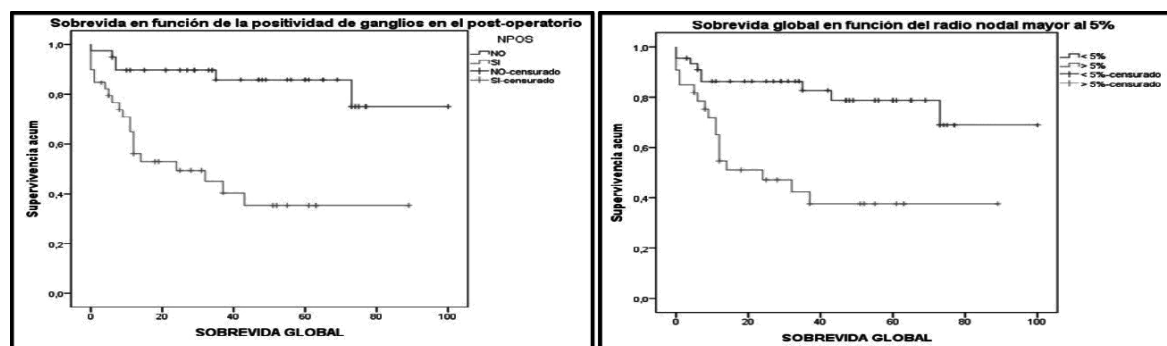 Sobrevida en función de la positividad de ganglios en el post-operatorio
NPOS
NO
SI
NO-censurado
SI-censurado
Supervivencia acum
1,0
0,8
0,6
0,4
0,2
0,0
0
20
40
60
80
100
SOBREVIDA GLOBAL
Sobrevida global en función del radio nodal mayor al 5%
< 5%
> 5%
< 5%-censurado
> 5%-censurado
Supervivencia acum
1,0
0,8
0,6
0,4
0,2
0,0
0
20
40
60
80
100
SOBREVIDA GLOBAL